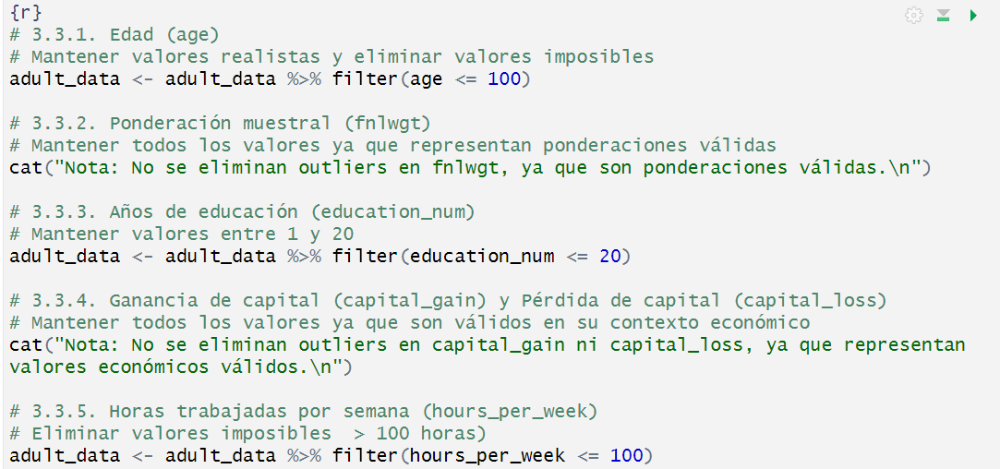 {r}
# 3.3.1. Edad (age)
# Mantener valores realistas y eliminar valores imposibles
adult_data <- adult_data %>% filter(age <= 100)
# 3.3.2. Ponderación muestral (fnlwgt)
# Mantener todos los valores ya que representan ponderaciones válidas
cat("Nota: No se eliminan outliers en fnlwgt, ya que son ponderaciones válidas.\n")
# 3.3.3. Años de educación (education_num)
# Mantener valores entre 1 y 20
adult_data <- adult_data %>% filter(education_num <= 20)
# 3.3.4. Ganancia de capital (capital_gain) y Pérdida de capital (capital_loss)
# Mantener todos los valores ya que son válidos en su contexto económico
cat("Nota: No se eliminan outliers en capital_gain ni capital_loss, ya que representan
valores económicos válidos.\n")
# 3.3.5. Horas trabajadas por semana (hours_per_week)
# Eliminar valores imposibles  > 100 horas)
adult_data <- adult_data %>% filter(hours_per_week <= 100)